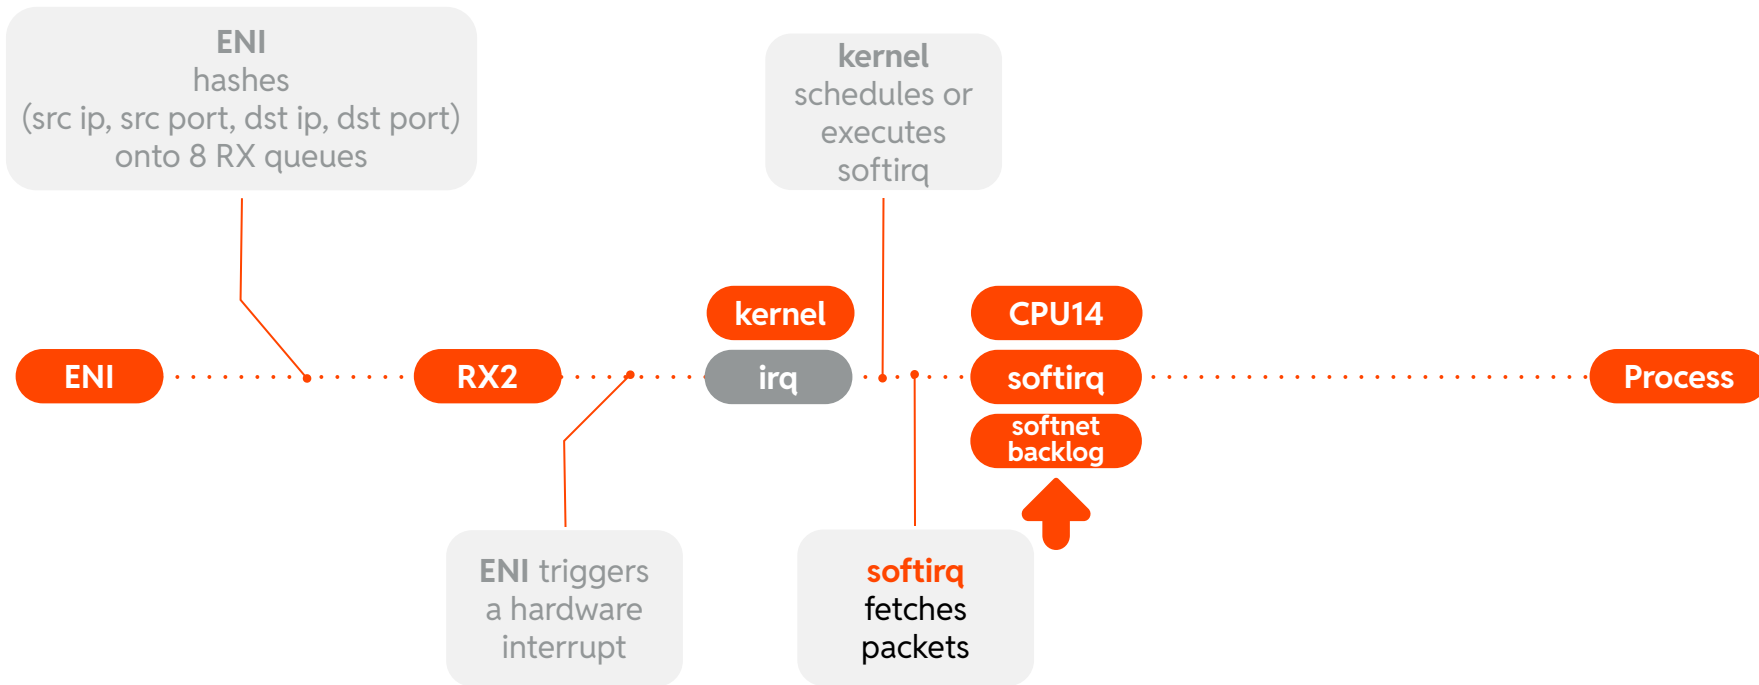 ENI
hashes
(src ip, src port, dst ip, dst port)
onto 8 RX queues
kernel
schedules or
executes
softirq
kernel
CPU14
ENI
RX2
irq
softirq
Process
softnet
backlog
ENI triggers
a hardware
interrupt
softirq
fetches
packets